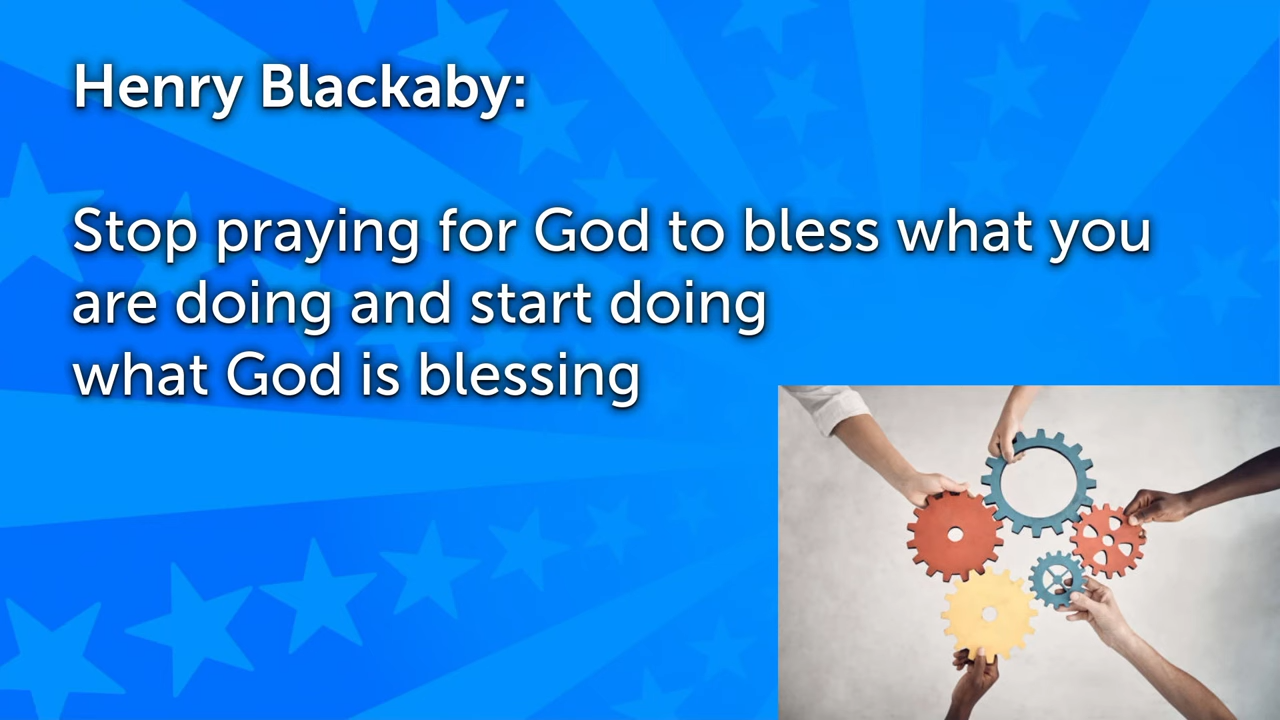 Henry Blackaby:
Stop praying for God to bless what you
are doing and start doing
what God is blessing